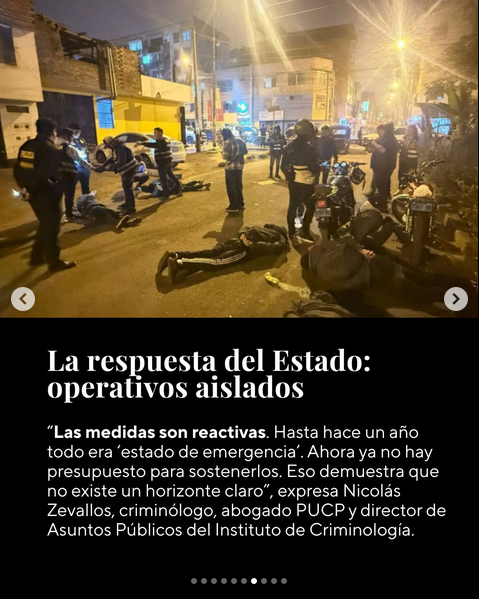 La respuesta del Estado:
operativos aislados
“Las medidas son reactivas. Hasta hace un año
todo era ‘estado de emergencia’. Ahora ya no hay
presupuesto para sostenerlos. Eso demuestra que
no existe un horizonte claro”, expresa Nicolás
Zevallos, criminólogo, abogado PUCP y director de
Asuntos Públicos del Instituto de Criminología.